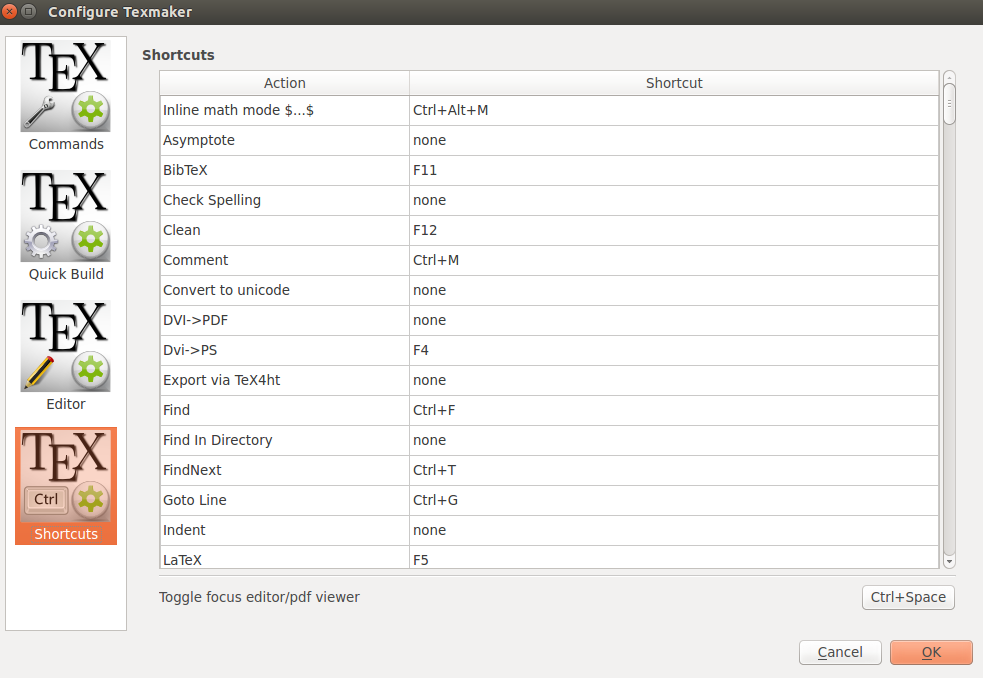 Configure Texmaker
TEX
Commands
TEX
Quick Build
TEX
Editor
TEX
Ctrl
Shortcuts
Shortcuts
Action Shortcut
Inline math mode $...$ Ctrl+Alt+M
Asymptote none
BibTeX F11
Check Spelling none
Clean F12
Comment Ctrl+M
Convert to unicode none
DVI->PDF none
Dvi->PS F4
Export via TeX4ht none
Find Ctrl+F
Find In Directory none
FindNext Ctrl+T
Goto Line Ctrl+G
Indent none
LaTeX F5
Toggle focus editor/pdf viewer Ctrl+Space
Cancel OK